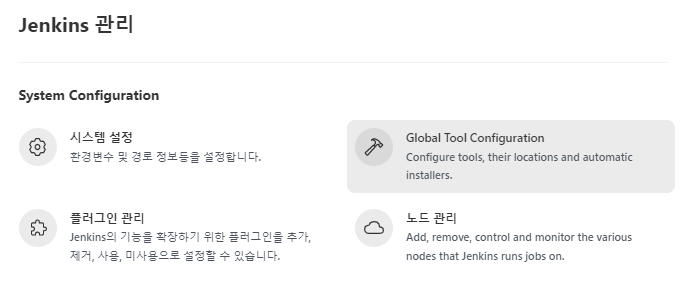 Jenkins 관리
System Configuration
시스템 설정
환경변수 및 경로 정보등을 설정합니다.
Global Tool Configuration
Configure tools, their locations and automatic
installers.
플러그인 관리
Jenkins의 기능을 확장하기 위한 플러그인을 추가,
제거, 사용, 미사용으로 설정할 수 있습니다.
노드 관리
Add, remove, control and monitor the various
nodes that Jenkins runs jobs on.